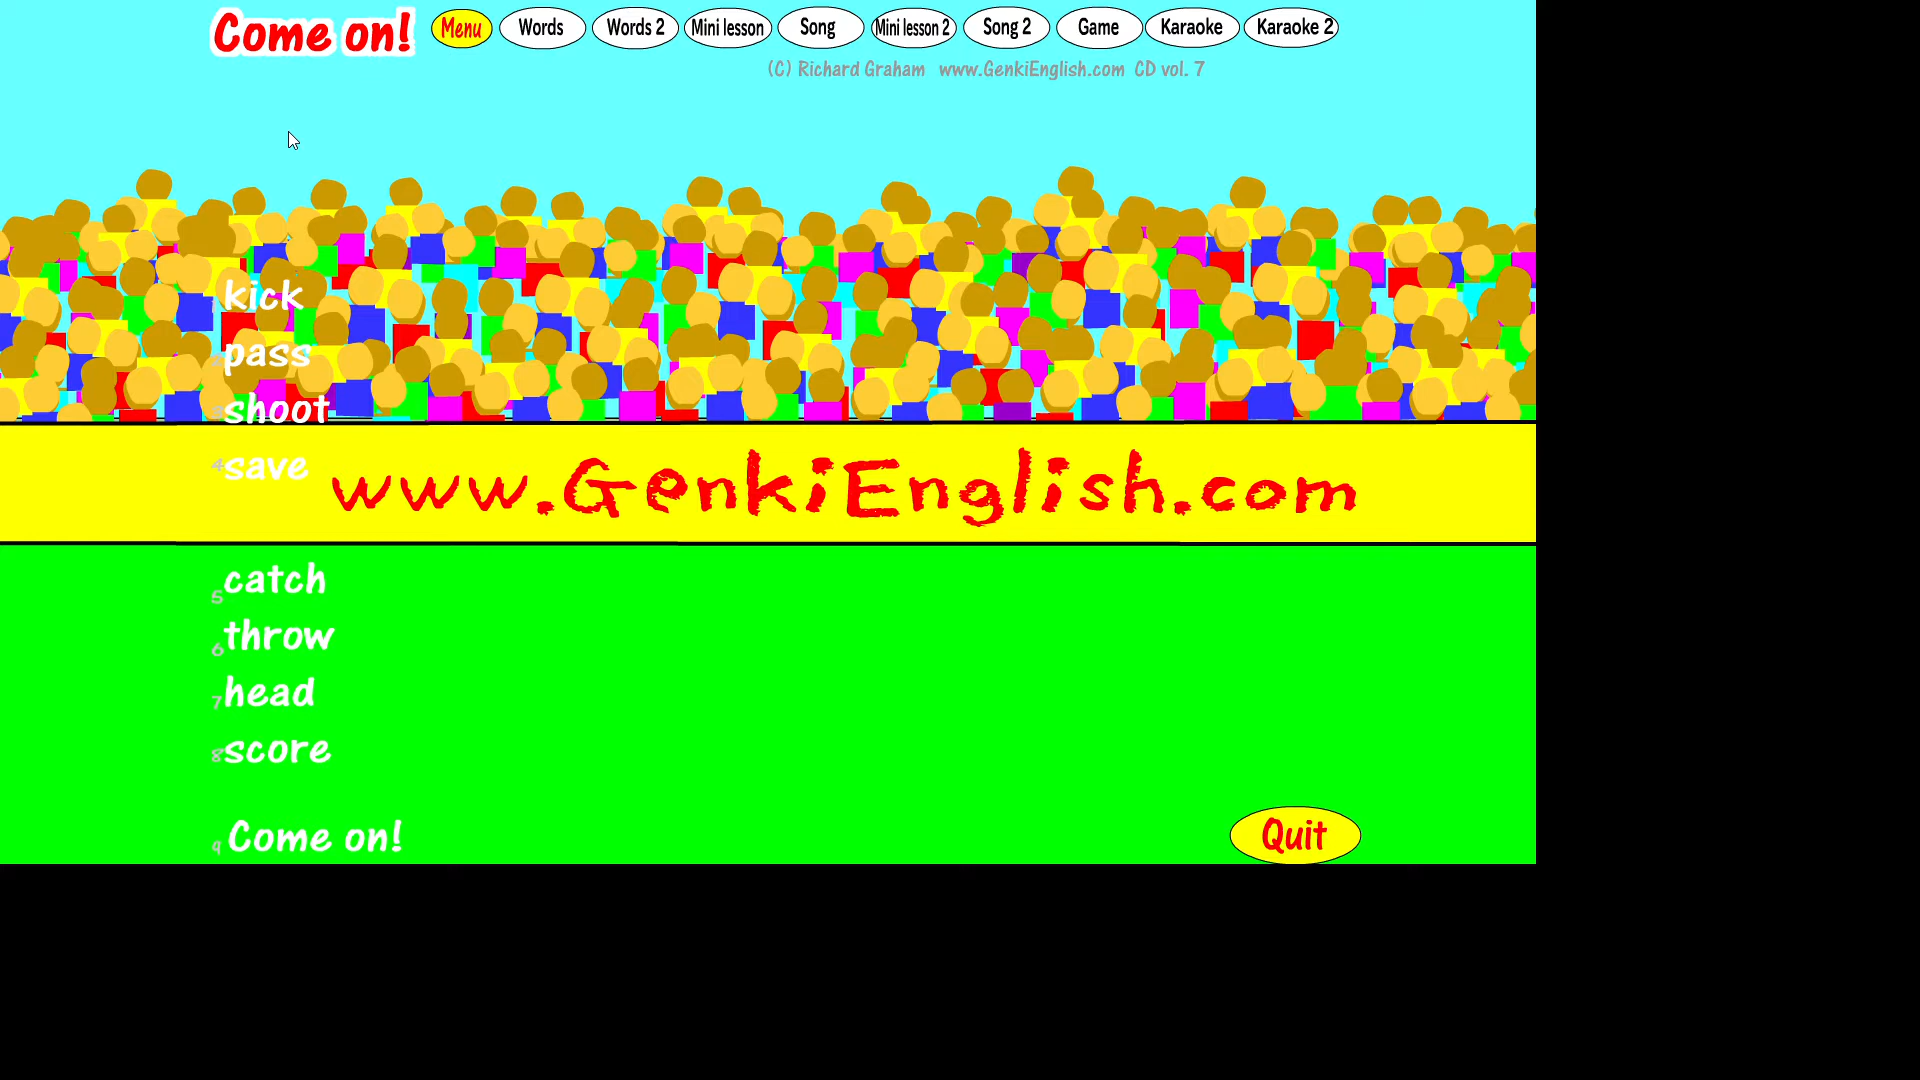 Come on! Menu Words Words 2 Mini lesson Song Mini lesson 2 Song 2 Game Karaoke Karaoke 2
(C) Richard Graham www.GenkiEnglish.com CD vol. 7
kick
pass
shoot
4 save
www.GenkiEnglish.com
5 catch
6 throw
7 head
8 score
9 Come on!
Quit